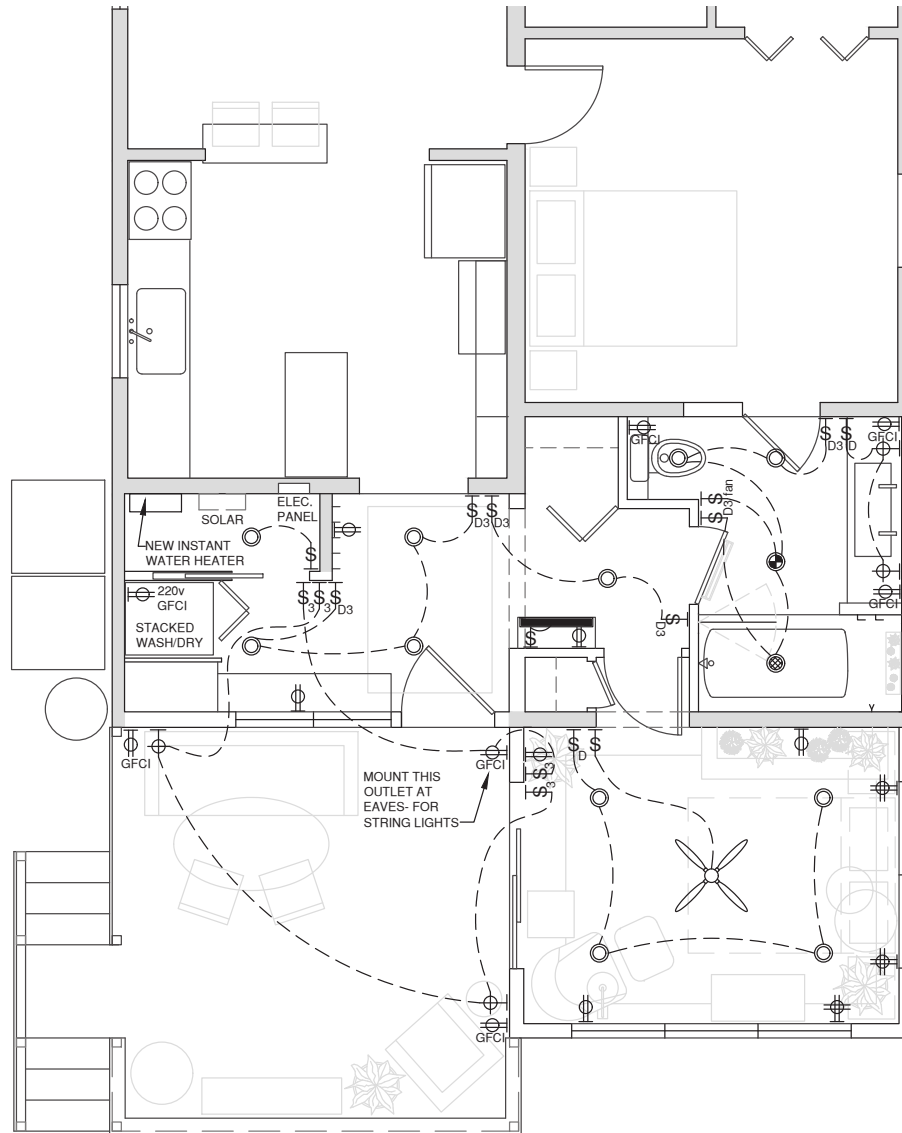 GFCI
S
D3
S
D
GFCI
SOLAR
ELEC.
PANEL
S
D3
S
D3
S
D3
S
fan
NEW INSTANT
WATER HEATER
S
220v
GFCI
S
3
S
3
S
D3
GFCI
STACKED
WASH/DRY
S
D3
S
GFCI
GFCI
S
D
S
S
3
S
3
MOUNT THIS
OUTLET AT
EAVES- FOR
STRING LIGHTS
GFCI